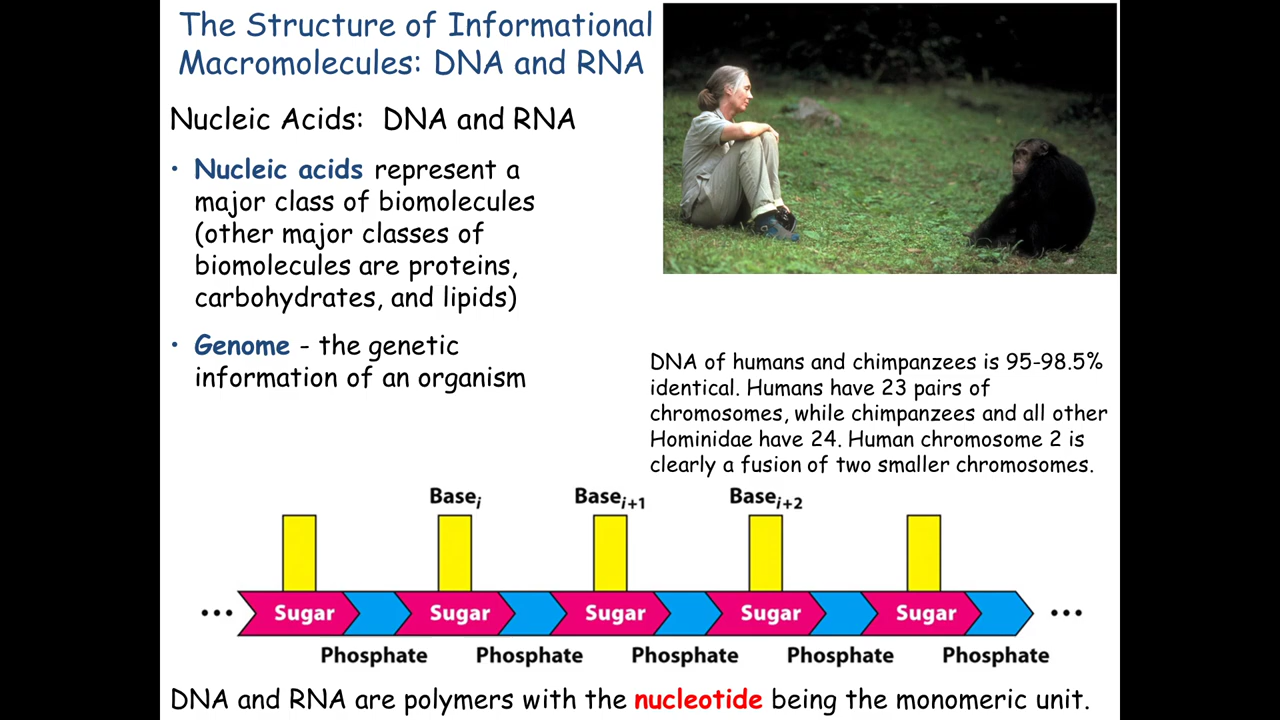 The Structure of Informational
Macromolecules: DNA and RNA
Nucleic Acids: DNA and RNA
• Nucleic acids represent a
major class of biomolecules
(other major classes of
biomolecules are proteins,
carbohydrates, and lipids)
• Genome - the genetic
information of an organism
DNA of humans and chimpanzees is 95-98.5%
identical. Humans have 23 pairs of
chromosomes, while chimpanzees and all other
Hominidae have 24. Human chromosome 2 is
clearly a fusion of two smaller chromosomes.
Baseᵢ Baseᵢ₊₁ Baseᵢ₊₂
••• Sugar Sugar Sugar Sugar Sugar •••
Phosphate Phosphate Phosphate Phosphate Phosphate
DNA and RNA are polymers with the nucleotide being the monomeric unit.